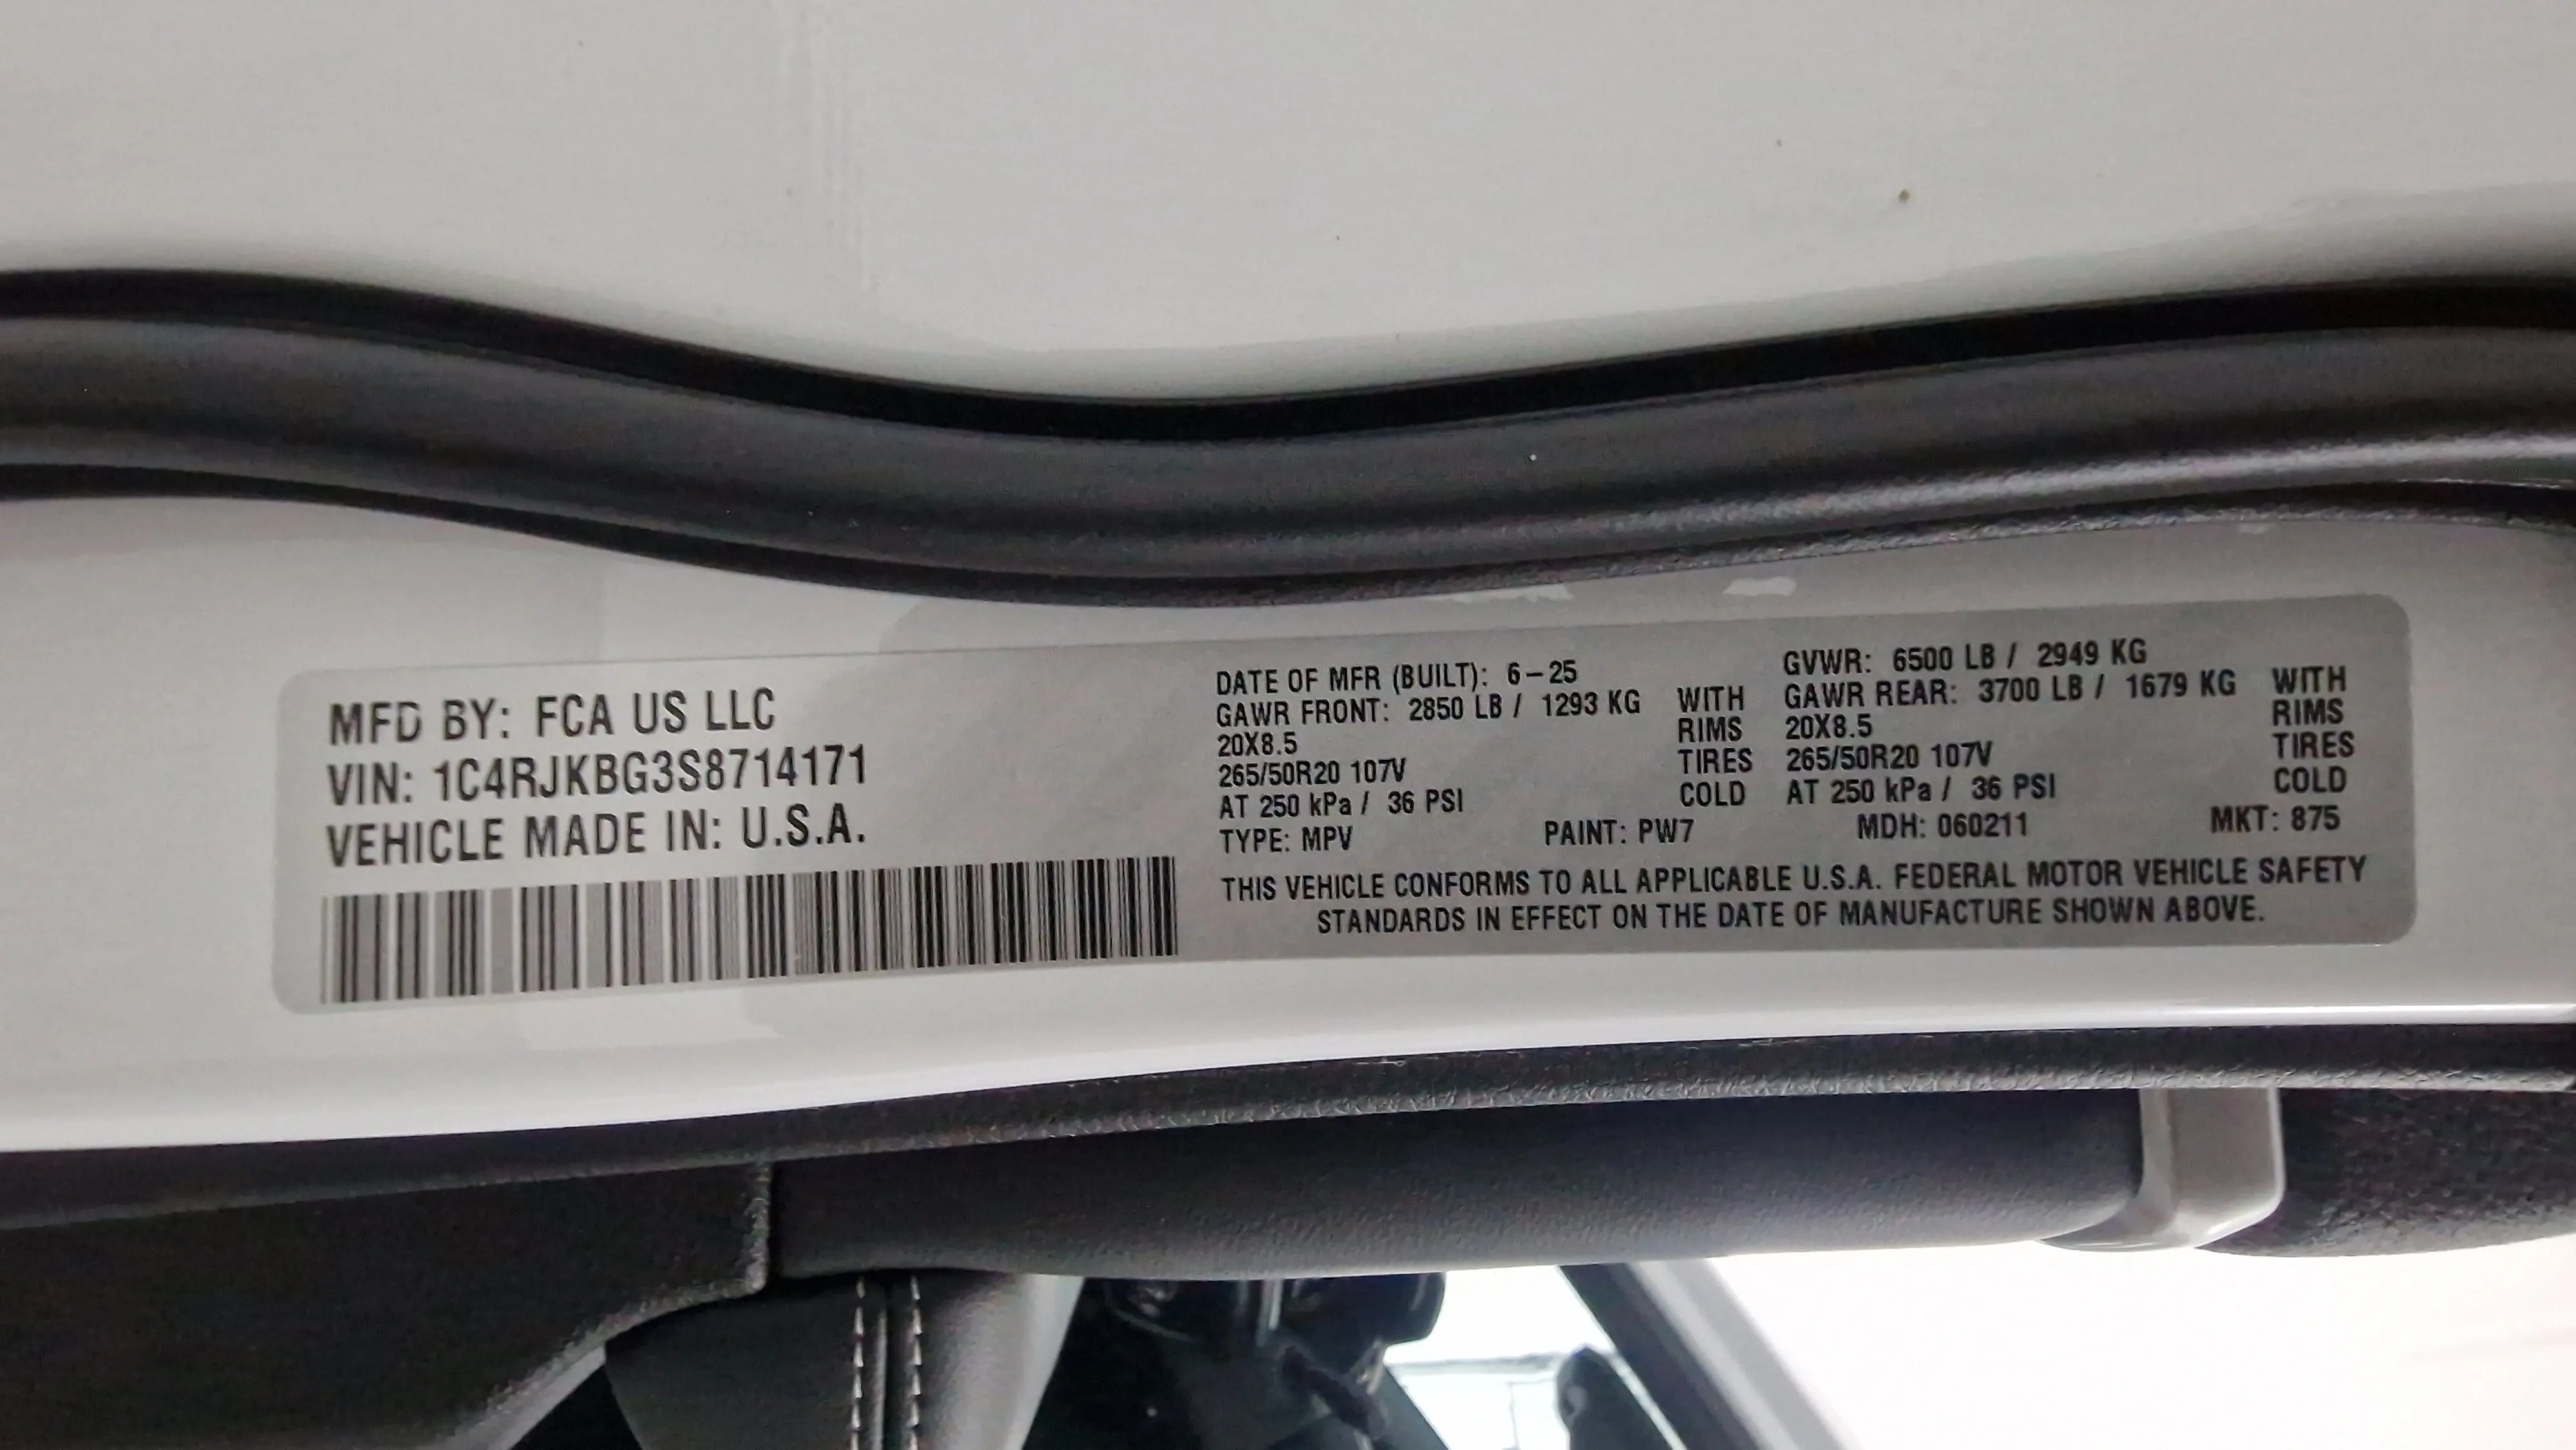 MFD BY: FCA US LLC
VIN: 1C4RJKBG3S8714171
VEHICLE MADE IN: U.S.A.
DATE OF MFR (BUILT): 6-25
GAWR FRONT: 2850 LB / 1293 KG WITH
20X8.5 RIMS
265/50R20 107V TIRES
AT 250 kPa / 36 PSI COLD
GVWR: 6500 LB / 2949 KG
GAWR REAR: 3700 LB / 1679 KG WITH
20X8.5 RIMS
265/50R20 107V TIRES
AT 250 kPa / 36 PSI COLD
TYPE: MPV PAINT: PW7 MDH: 060211 MKT: 875
THIS VEHICLE CONFORMS TO ALL APPLICABLE U.S.A. FEDERAL MOTOR VEHICLE SAFETY
STANDARDS IN EFFECT ON THE DATE OF MANUFACTURE SHOWN ABOVE.